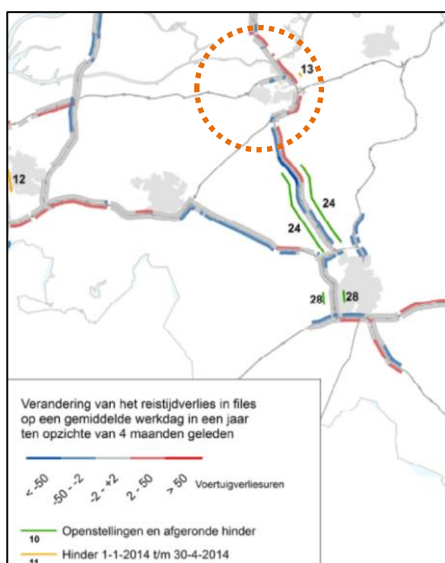 13
12
24
24
28
28
Verandering van het reistijdverlies in files
op een gemiddelde werkdag in een jaar
ten opzichte van 4 maanden geleden
< -50
-50 - -2
-2 - +2
2 - 50
> 50
Voertuigverliesuren
Openstellingen en afgeronde hinder
10
Hinder 1-1-2014 t/m 30-4-2014
11